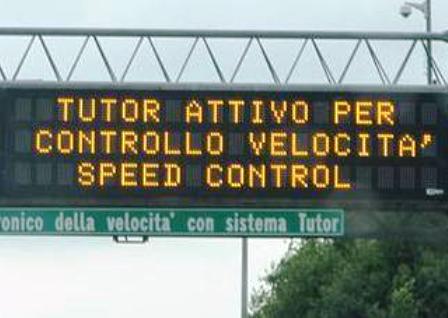 TUTOR ATTIVO PER
CONTROLLO VELOCITA'
SPEED CONTROL
ronico della velocita' con sistema Tutor